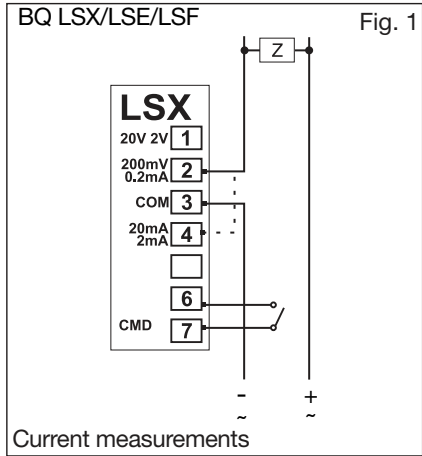 BQ LSX/LSE/LSF
Fig. 1
Z
LSX
20V 2V 1
200mV
0.2mA 2
COM 3
20mA
2mA 4
6
CMD 7
- +
~ ~
Current measurements